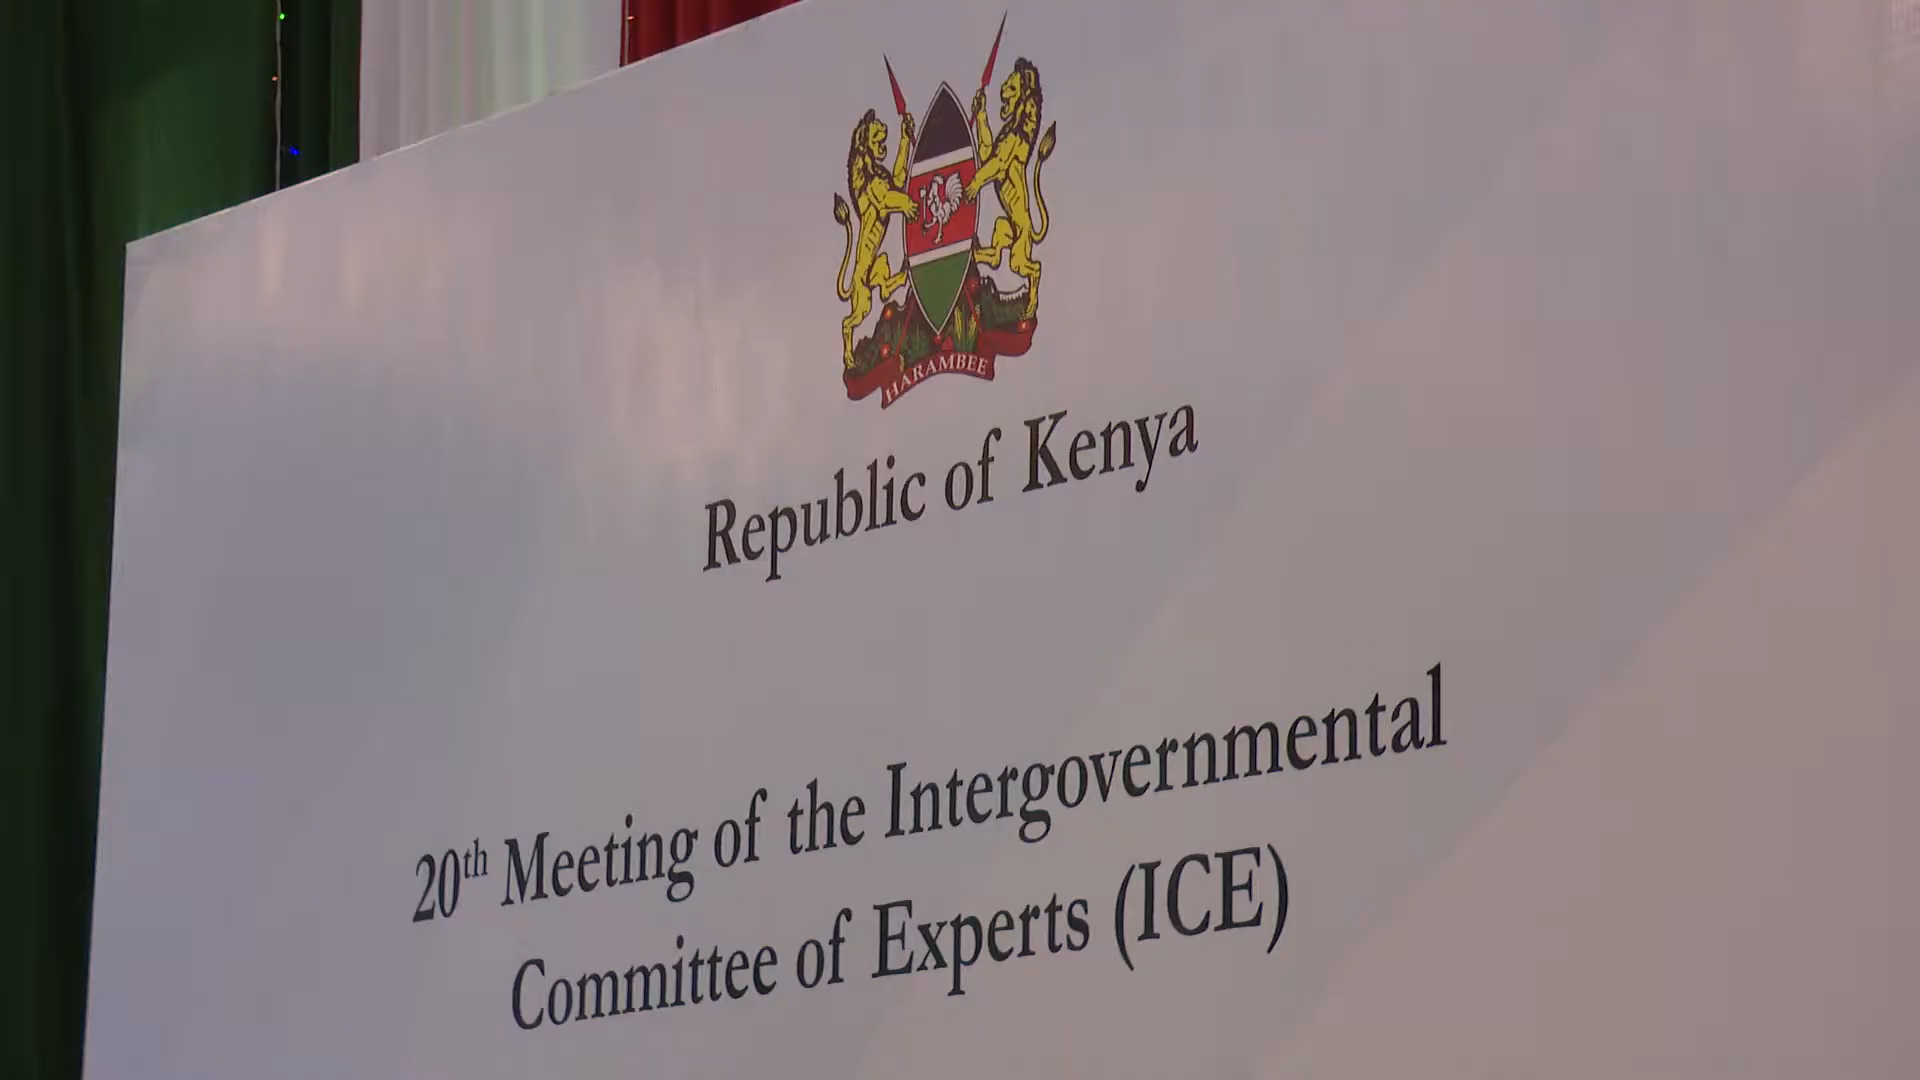 HARAMBEE
Republic of Kenya
20th Meeting of the Intergovernmental
Committee of Experts (ICE)